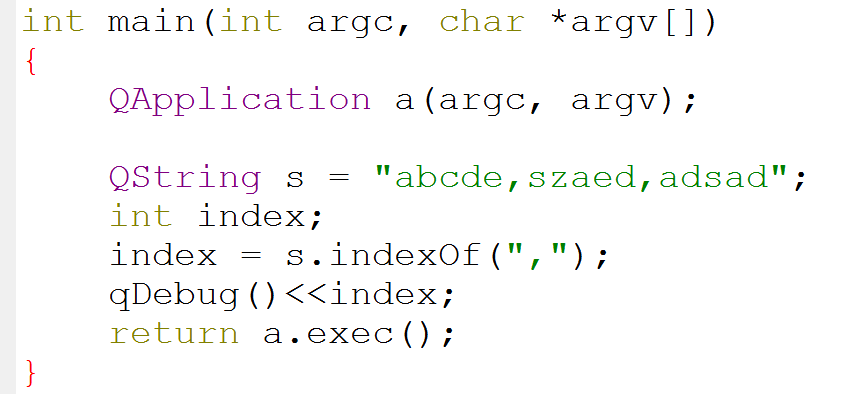 int main(int argc, char *argv[])
{
    QApplication a(argc, argv);

    QString s = "abcde,szaed,adsad";
    int index;
    index = s.indexOf(",");
    qDebug()<<index;
    return a.exec();
}